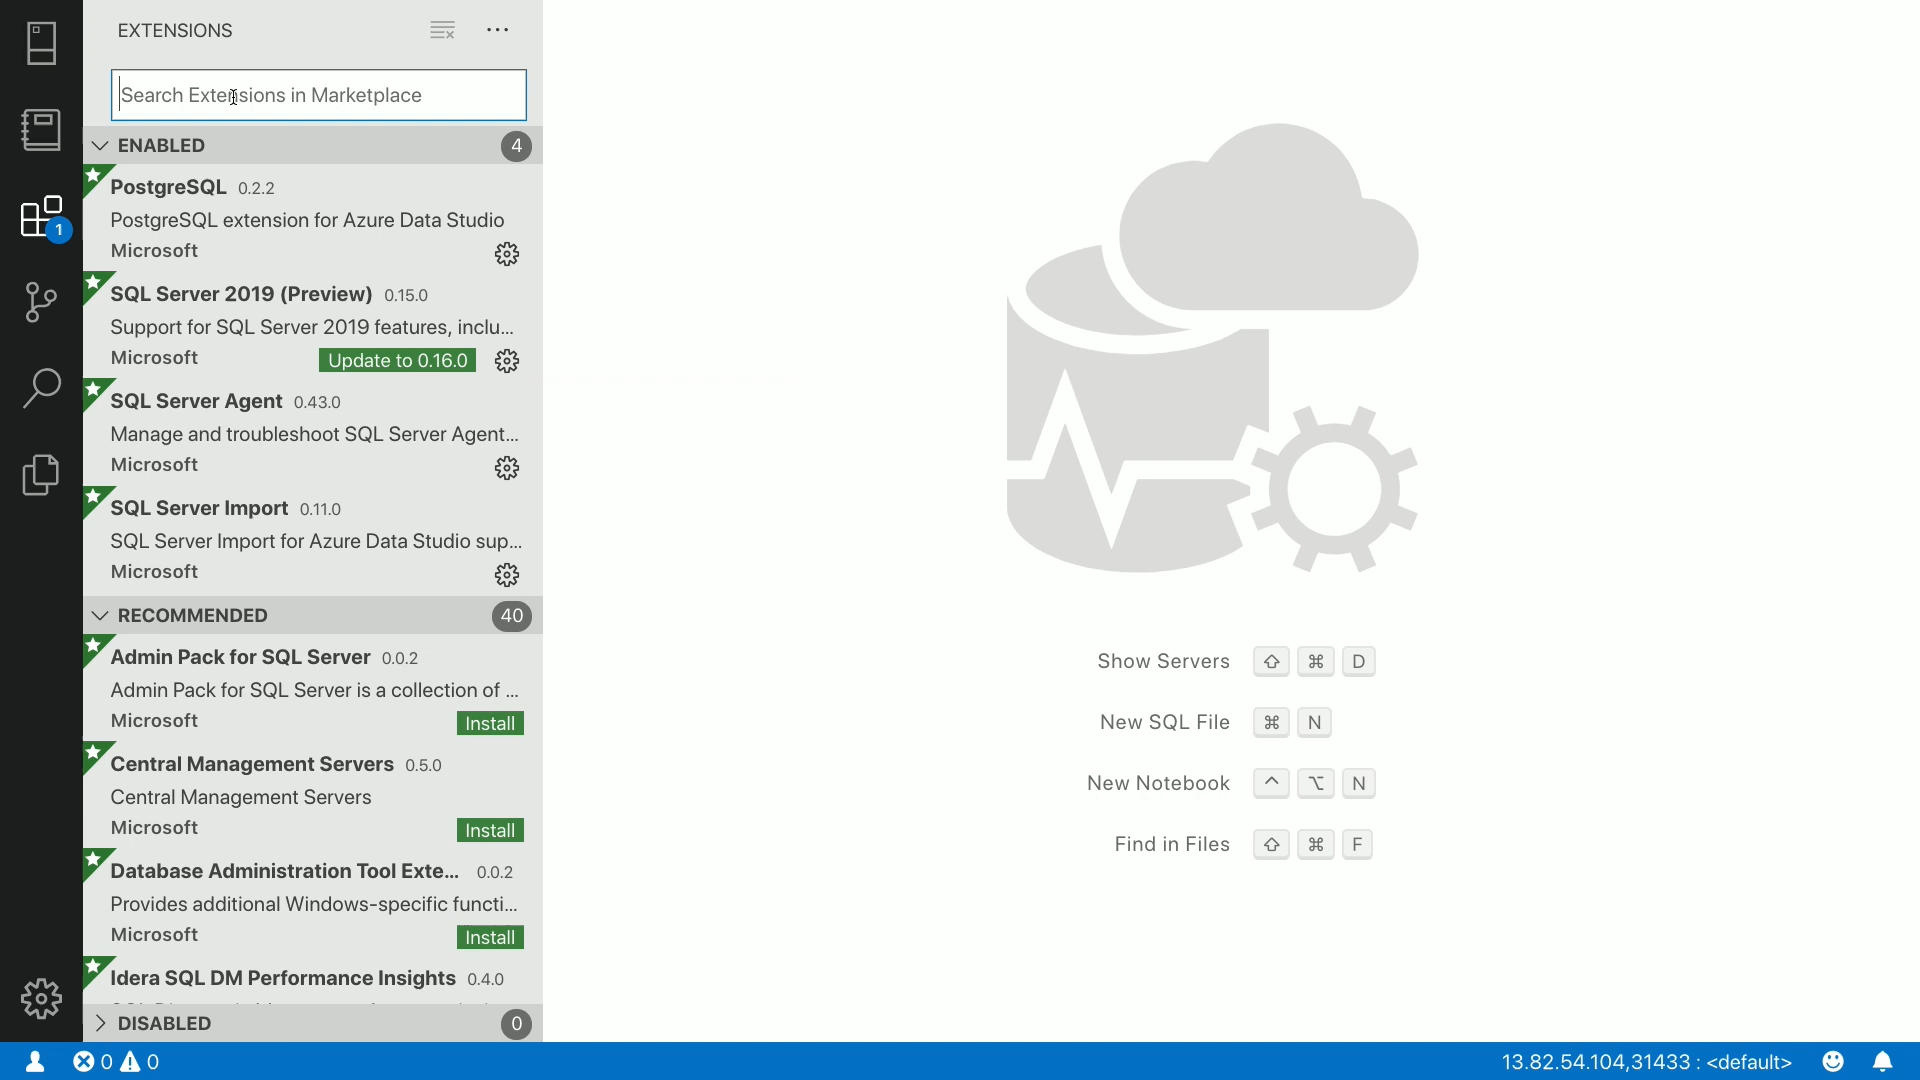 EXTENSIONS
Search Extensions in Marketplace
ENABLED 4
PostgreSQL 0.2.2
PostgreSQL extension for Azure Data Studio
Microsoft
1
SQL Server 2019 (Preview) 0.15.0
Support for SQL Server 2019 features, inclu...
Microsoft Update to 0.16.0
SQL Server Agent 0.43.0
Manage and troubleshoot SQL Server Agent...
Microsoft
SQL Server Import 0.11.0
SQL Server Import for Azure Data Studio sup...
Microsoft
RECOMMENDED 40
Admin Pack for SQL Server 0.0.2
Admin Pack for SQL Server is a collection of ...
Microsoft Install
Central Management Servers 0.5.0
Central Management Servers
Microsoft Install
Database Administration Tool Exte... 0.0.2
Provides additional Windows-specific functi...
Microsoft Install
Idera SQL DM Performance Insights 0.4.0
DISABLED 0
Show Servers ⇧ ⌘ D
New SQL File ⌘ N
New Notebook ^ ⌥ N
Find in Files ⇧ ⌘ F
0 0
13.82.54.104,31433 : <default>